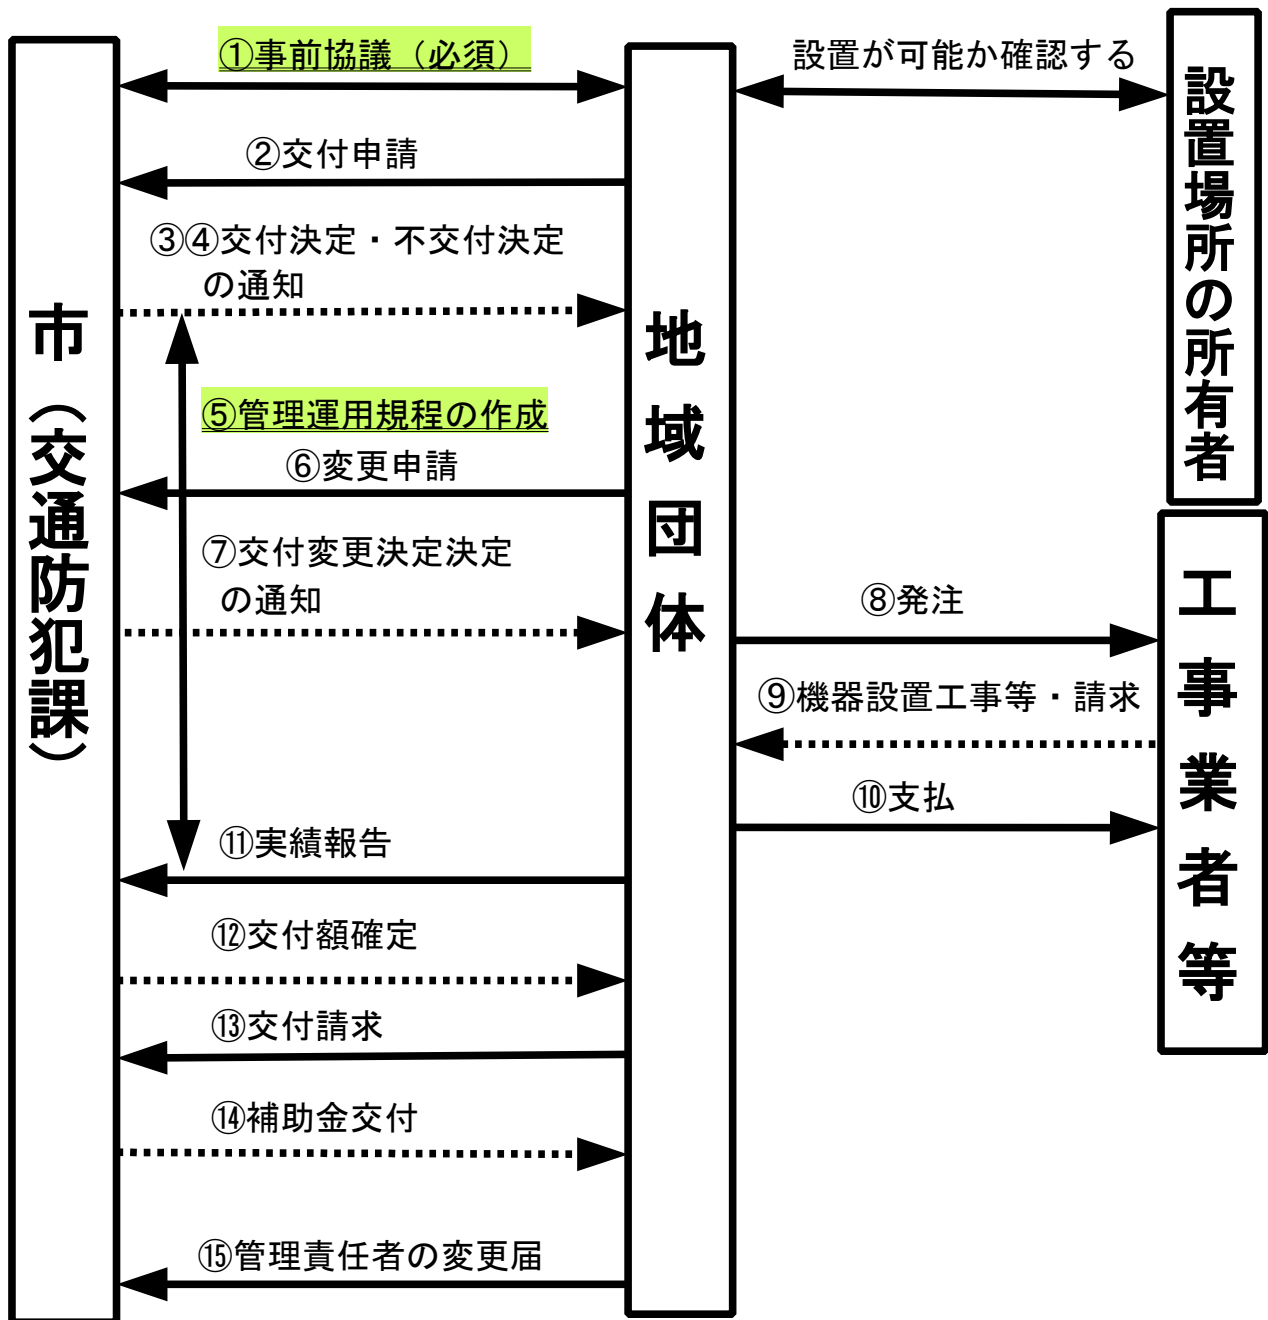 ①事前協議（必須）
設置が可能か確認する
②交付申請
③④交付決定・不交付決定
の通知
市（交通防犯課）
地域団体
設置場所の所有者
⑤管理運用規程の作成
⑥変更申請
⑦交付変更決定決定
の通知
⑧発注
工事業者等
⑨機器設置工事等・請求
⑩支払
⑪実績報告
⑫交付額確定
⑬交付請求
⑭補助金交付
⑮管理責任者の変更届